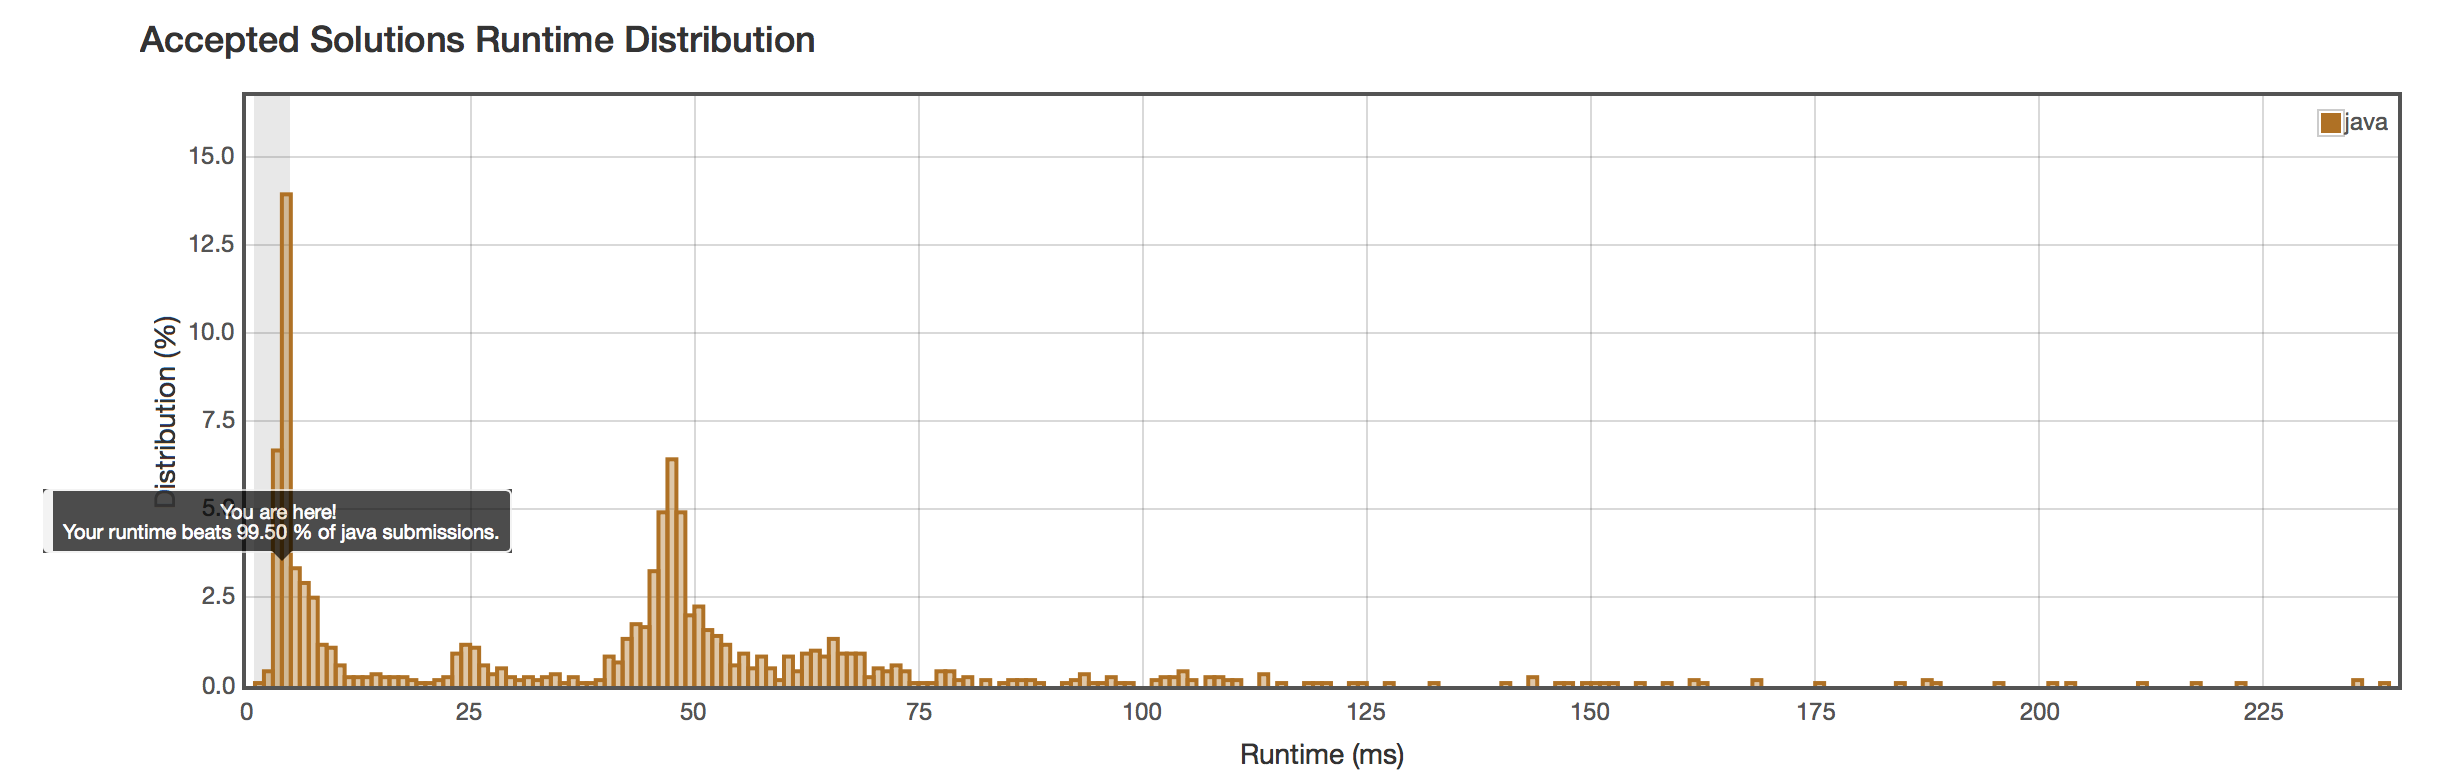 Accepted Solutions Runtime Distribution
java
15.0
12.5
10.0
7.5
5.0
2.5
0.0
Distribution (%)
You are here!
Your runtime beats 99.50 % of java submissions.
0 25 50 75 100 125 150 175 200 225
Runtime (ms)